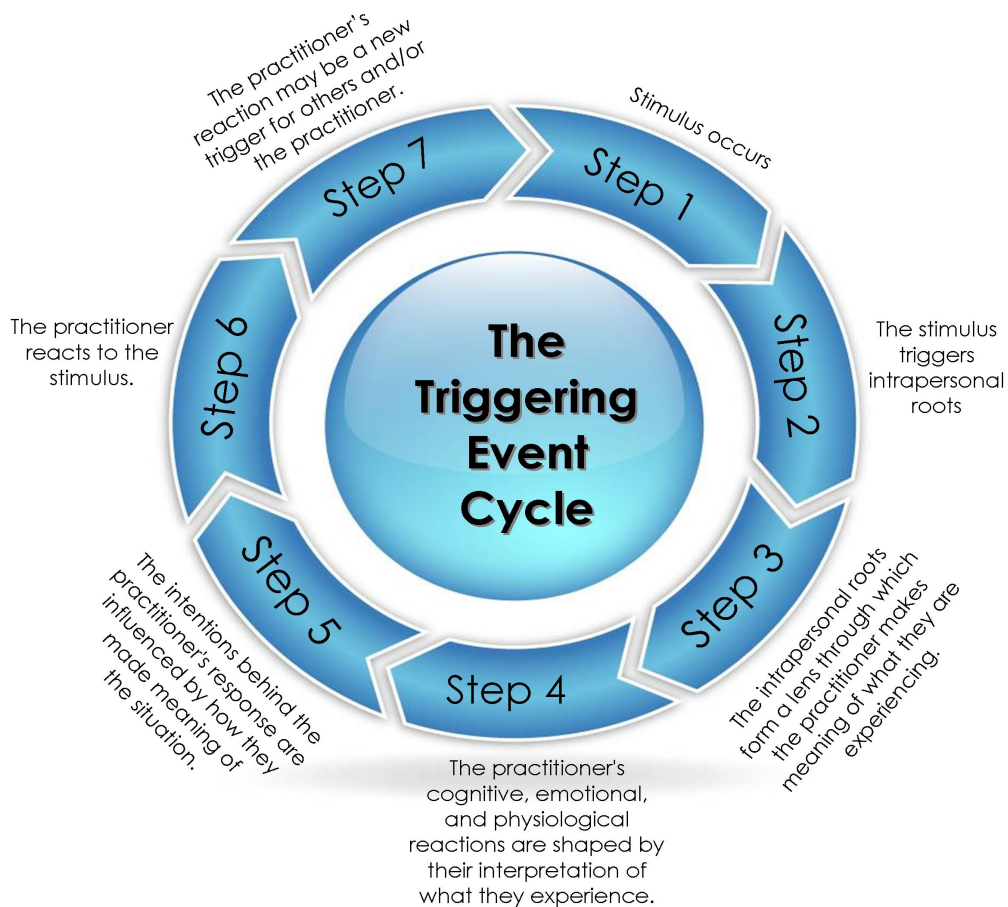 The
Triggering
Event
Cycle
Step 1
Stimulus occurs
Step 2
The stimulus
triggers
intrapersonal
roots
Step 3
The intrapersonal roots
form a lens through which
the practitioner makes
meaning of what they are
experiencing.
Step 4
The practitioner's
cognitive, emotional,
and physiological
reactions are shaped by
their interpretation of
what they experience.
Step 5
The intentions behind the
practitioner's response are
influenced by how they
made meaning of
the situation.
Step 6
The practitioner
reacts to the
stimulus.
Step 7
The practitioner's
reaction may be a new
trigger for others and/or
the practitioner.